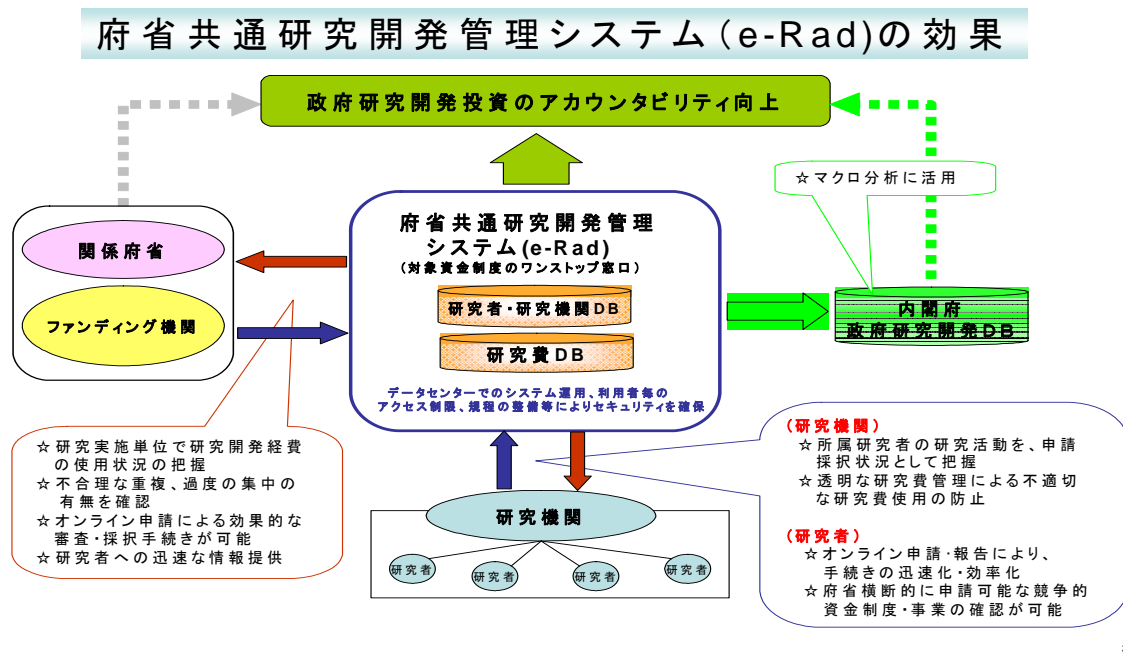 府省共通研究開発管理システム(e-Rad)の効果
政府研究開発投資のアカウンタビリティ向上
☆マクロ分析に活用
関係府省
ファンディング機関
府省共通研究開発管理
システム(e-Rad)
(対象資金制度のワンストップ窓口)
研究者・研究機関DB
研究費DB
データセンターでのシステム運用、利用者毎の
アクセス制限、規程の整備等によりセキュリティを確保
内閣府
政府研究開発DB
☆研究実施単位で研究開発経費
の使用状況の把握
☆不合理な重複、過度の集中の
有無を確認
☆オンライン申請による効果的な
審査・採択手続きが可能
☆研究者への迅速な情報提供
研究機関
研究者
研究者
研究者
研究者
(研究機関)
☆所属研究者の研究活動を、申請
採択状況として把握
☆透明な研究費管理による不適切
な研究費使用の防止
(研究者)
☆オンライン申請・報告により、
手続きの迅速化・効率化
☆府省横断的に申請可能な競争的
資金制度・事業の確認が可能